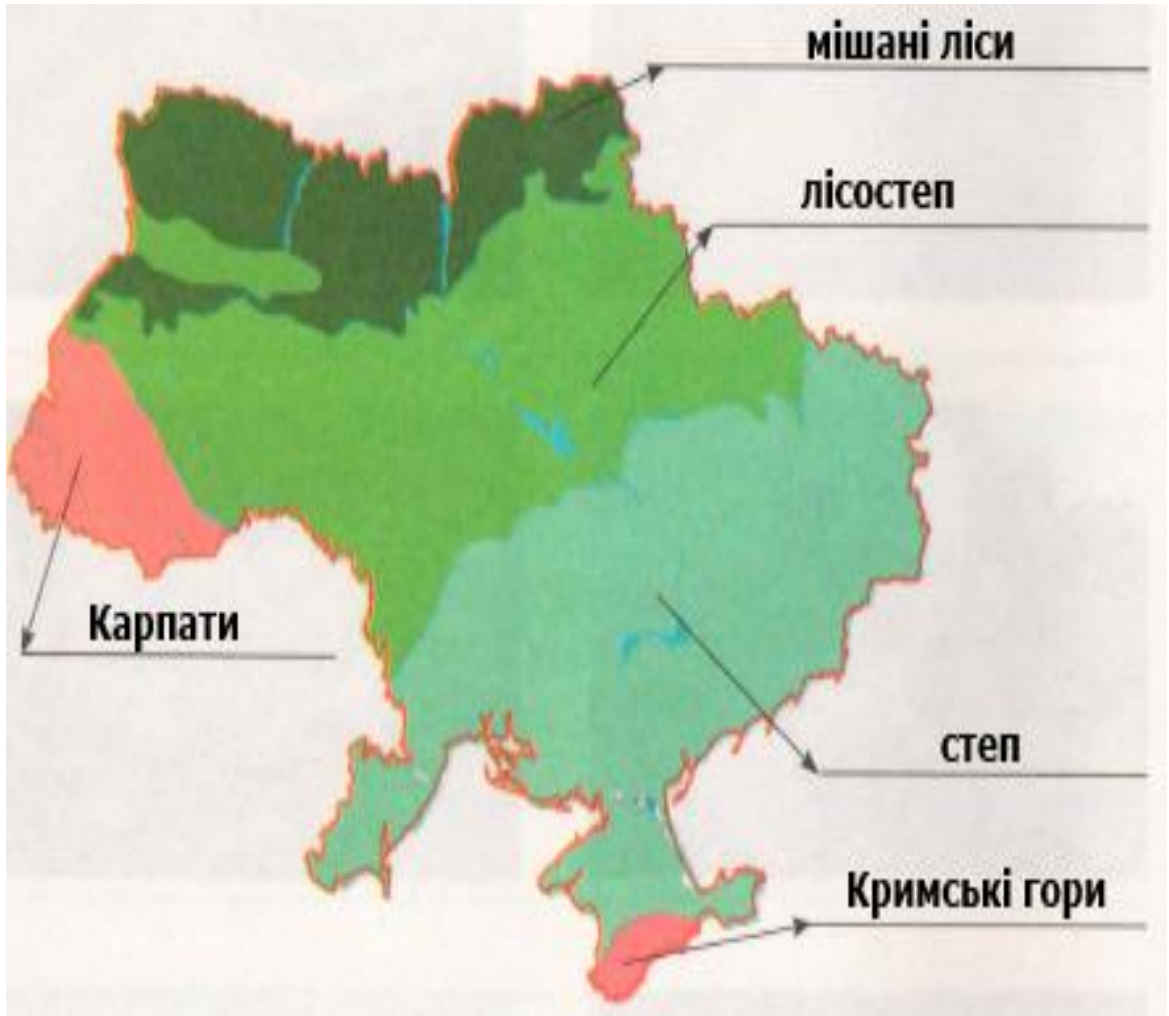 мішані ліси
лісостеп
Карпати
степ
Кримські гори